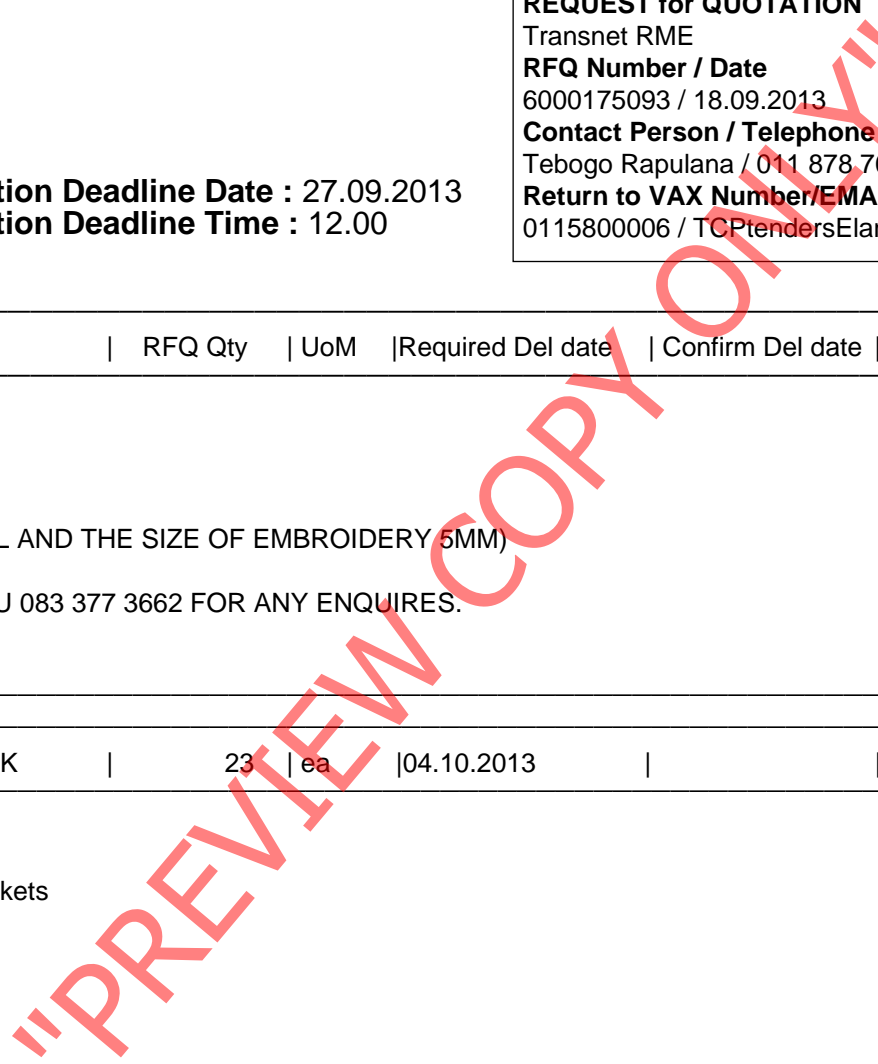 REQUEST for QUOTATION
Transnet RME
RFQ Number / Date
6000175093 / 18.09.2013
Contact Person / Telephone
Tebogo Rapulana / 011 878 7
Return to VAX Number/EMA
0115800006 / TCPtendersElan
tion Deadline Date : 27.09.2013
tion Deadline Time : 12.00
| RFQ Qty | UoM |Required Del date | Confirm Del date |
L AND THE SIZE OF EMBROIDERY 5MM)
U 083 377 3662 FOR ANY ENQUIRES.
K | 23 | ea |04.10.2013 | |
kets
"PREVIEW COPY ONLY"